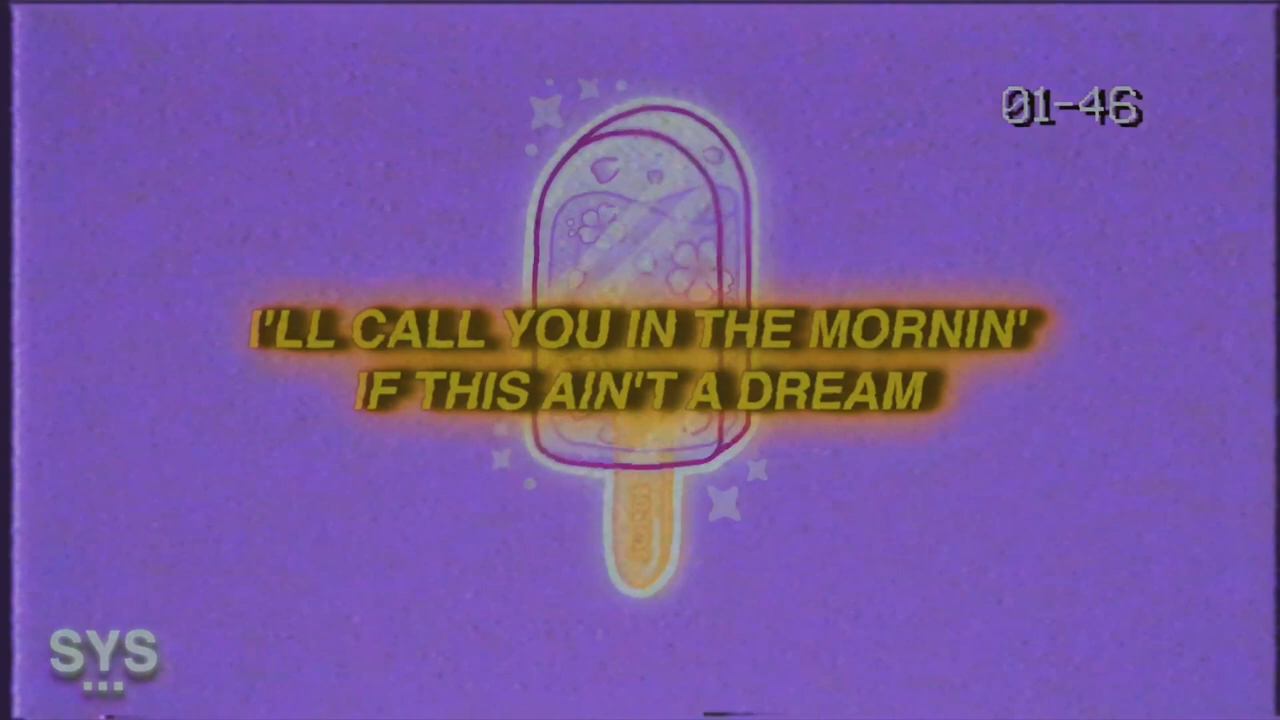 01-46
I'LL CALL YOU IN THE MORNIN'
IF THIS AIN'T A DREAM
SYS